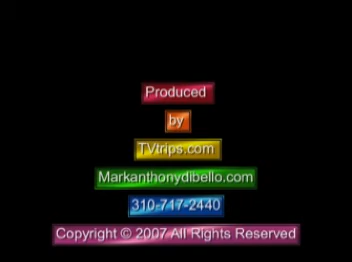 Produced
by
TVtrips.com
Markanthonydibello.com
310-717-2440
Copyright © 2007 All Rights Reserved